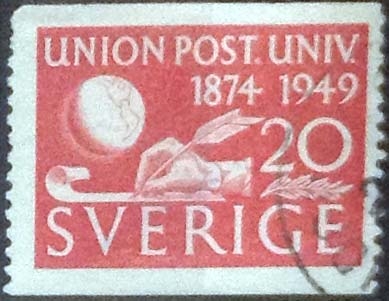 UNION POST. UNIV.
1874 1949
20
SVERIGE